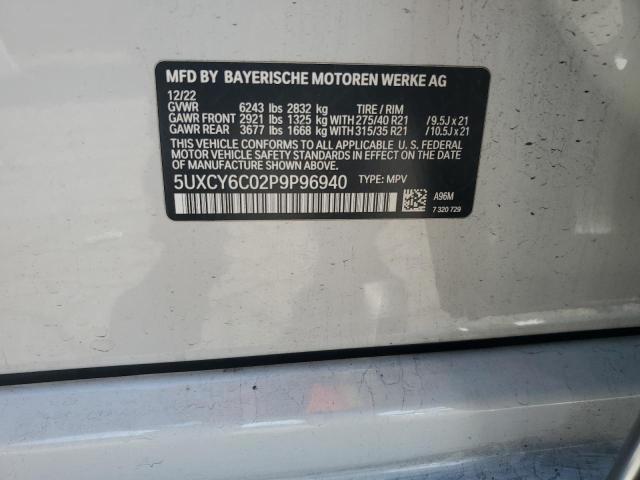 MFD BY BAYERISCHE MOTOREN WERKE AG
12/22
GVWR 6243 lbs 2832 kg TIRE / RIM
GAWR FRONT 2921 lbs 1325 kg WITH 275/40 R21 /9.5J x 21
GAWR REAR 3677 lbs 1668 kg WITH 315/35 R21 /10.5J x 21
THIS VEHICLE CONFORMS TO ALL APPLICABLE U. S. FEDERAL
MOTOR VEHICLE SAFETY STANDARDS IN EFFECT ON THE DATE
OF MANUFACTURE SHOWN ABOVE.
5UXCY6C02P9P96940 TYPE: MPV
A96M
7 320 729